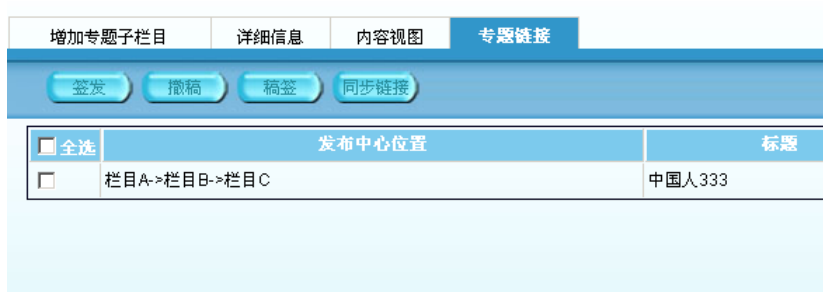 增加专题子栏目 详细信息 内容视图 专题链接
签发 撤稿 稿签 同步链接
全选 发布中心位置 标题
栏目A->栏目B->栏目C 中国人333